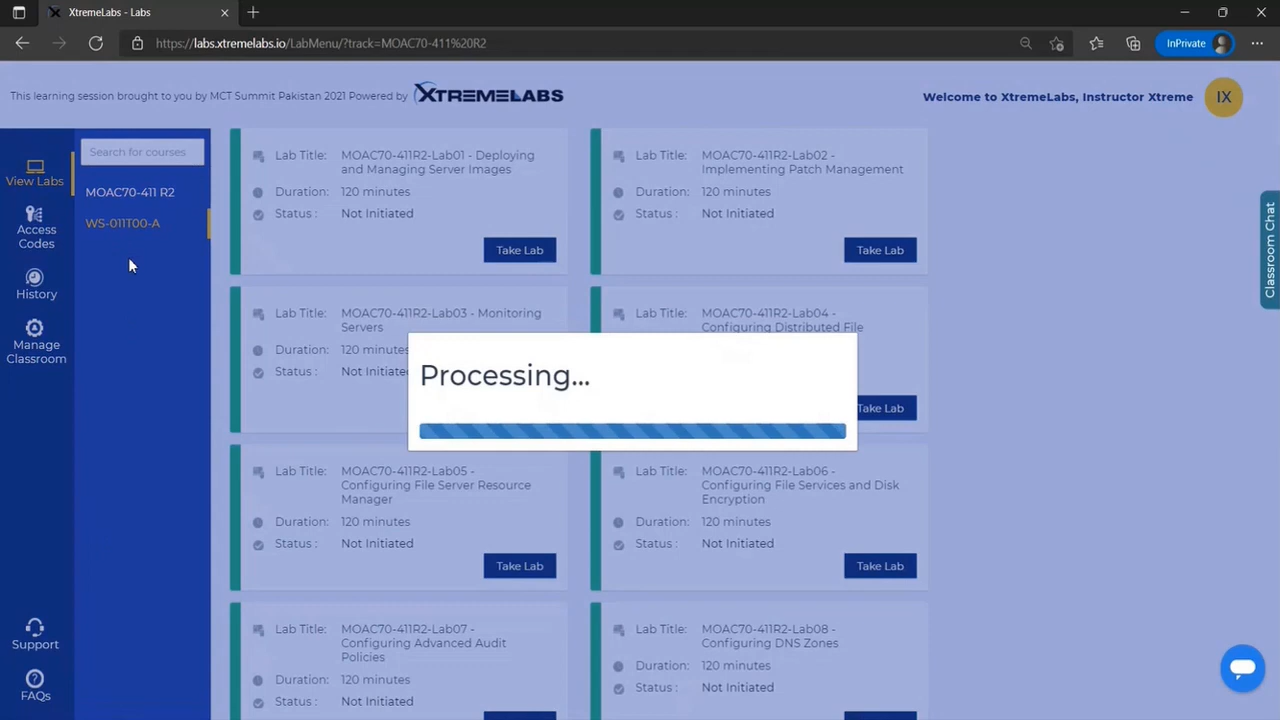 XtremeLabs - Labs
https://labs.xtremelabs.io/LabMenu/?track=MOAC70-411%20R2
InPrivate
This learning session brought to you by MCT Summit Pakistan 2021 Powered by
XTREMELABS
Welcome to XtremeLabs, Instructor Xtreme
IX
View Labs
Access
Codes
History
Manage
Classroom
Support
FAQs
Search for courses
MOAC70-411 R2
WS-011T00-A
Lab Title: MOAC70-411R2-Lab01 - Deploying
and Managing Server Images
Duration: 120 minutes
Status : Not Initiated
Take Lab
Lab Title: MOAC70-411R2-Lab02 -
Implementing Patch Management
Duration: 120 minutes
Status : Not Initiated
Take Lab
Lab Title: MOAC70-411R2-Lab03 - Monitoring
Servers
Duration: 120 minutes
Status : Not Initiated
Lab Title: MOAC70-411R2-Lab04 -
Configuring Distributed File
Take Lab
Processing...
Lab Title: MOAC70-411R2-Lab05 -
Configuring File Server Resource
Manager
Duration: 120 minutes
Status : Not Initiated
Take Lab
Lab Title: MOAC70-411R2-Lab06 -
Configuring File Services and Disk
Encryption
Duration: 120 minutes
Status : Not Initiated
Take Lab
Lab Title: MOAC70-411R2-Lab07 -
Configuring Advanced Audit
Policies
Duration: 120 minutes
Status : Not Initiated
Lab Title: MOAC70-411R2-Lab08 -
Configuring DNS Zones
Duration: 120 minutes
Status : Not Initiated
Classroom Chat